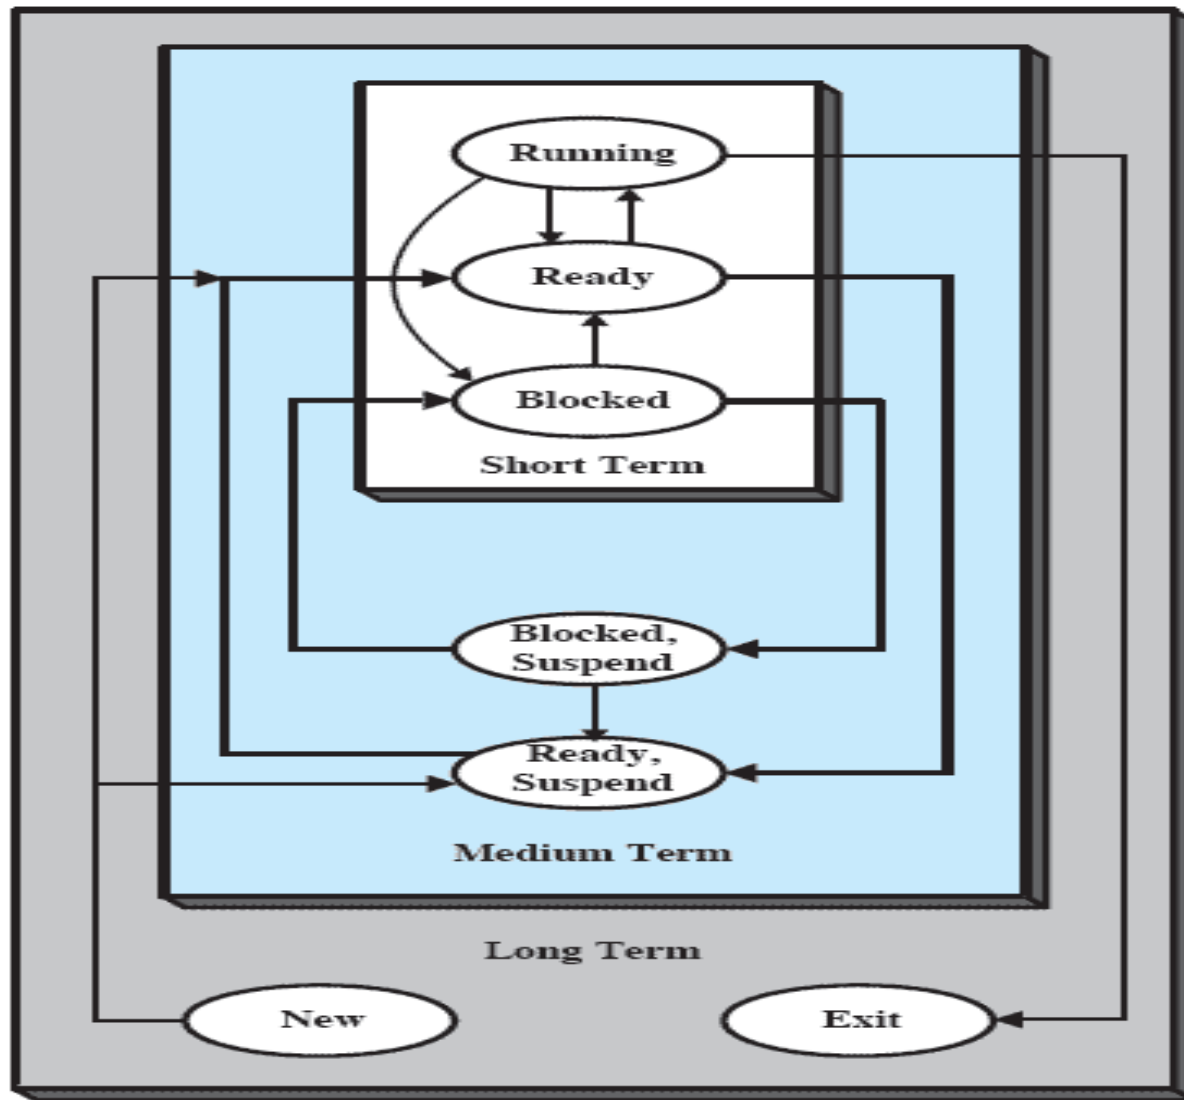 Running
Ready
Blocked
Short Term
Blocked,
Suspend
Ready,
Suspend
Medium Term
Long Term
New
Exit